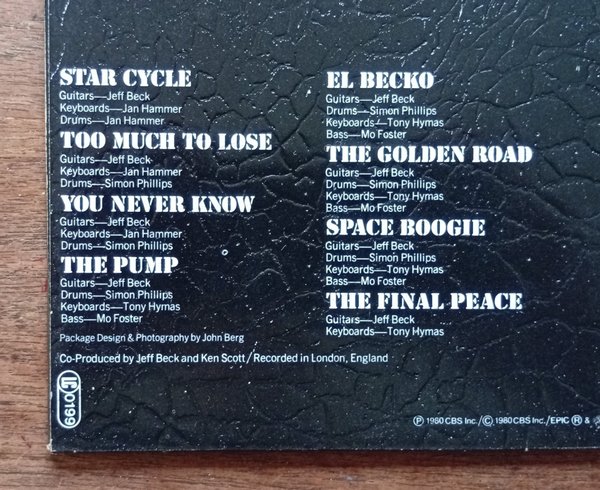 STAR CYCLE
Guitars—Jeff Beck
Keyboards—Jan Hammer
Drums—Jan Hammer
TOO MUCH TO LOSE
Guitars—Jeff Beck
Keyboards—Jan Hammer
Drums—Simon Phillips
YOU NEVER KNOW
Guitars—Jeff Beck
Keyboards—Jan Hammer
Drums—Simon Phillips
THE PUMP
Guitars—Jeff Beck
Drums—Simon Phillips
Keyboards—Tony Hymas
Bass—Mo Foster
EL BECKO
Guitars—Jeff Beck
Drums—Simon Phillips
Keyboards—Tony Hymas
Bass—Mo Foster
THE GOLDEN ROAD
Guitars—Jeff Beck
Drums—Simon Phillips
Keyboards—Tony Hymas
Bass—Mo Foster
SPACE BOOGIE
Guitars—Jeff Beck
Drums—Simon Phillips
Keyboards—Tony Hymas
Bass—Mo Foster
THE FINAL PEACE
Guitars—Jeff Beck
Keyboards—Tony Hymas
Package Design & Photography by John Berg
Co-Produced by Jeff Beck and Ken Scott/Recorded in London, England
LC 0199
Ⓟ 1980 CBS Inc./Ⓒ 1980 CBS Inc./EPIC Ⓡ &